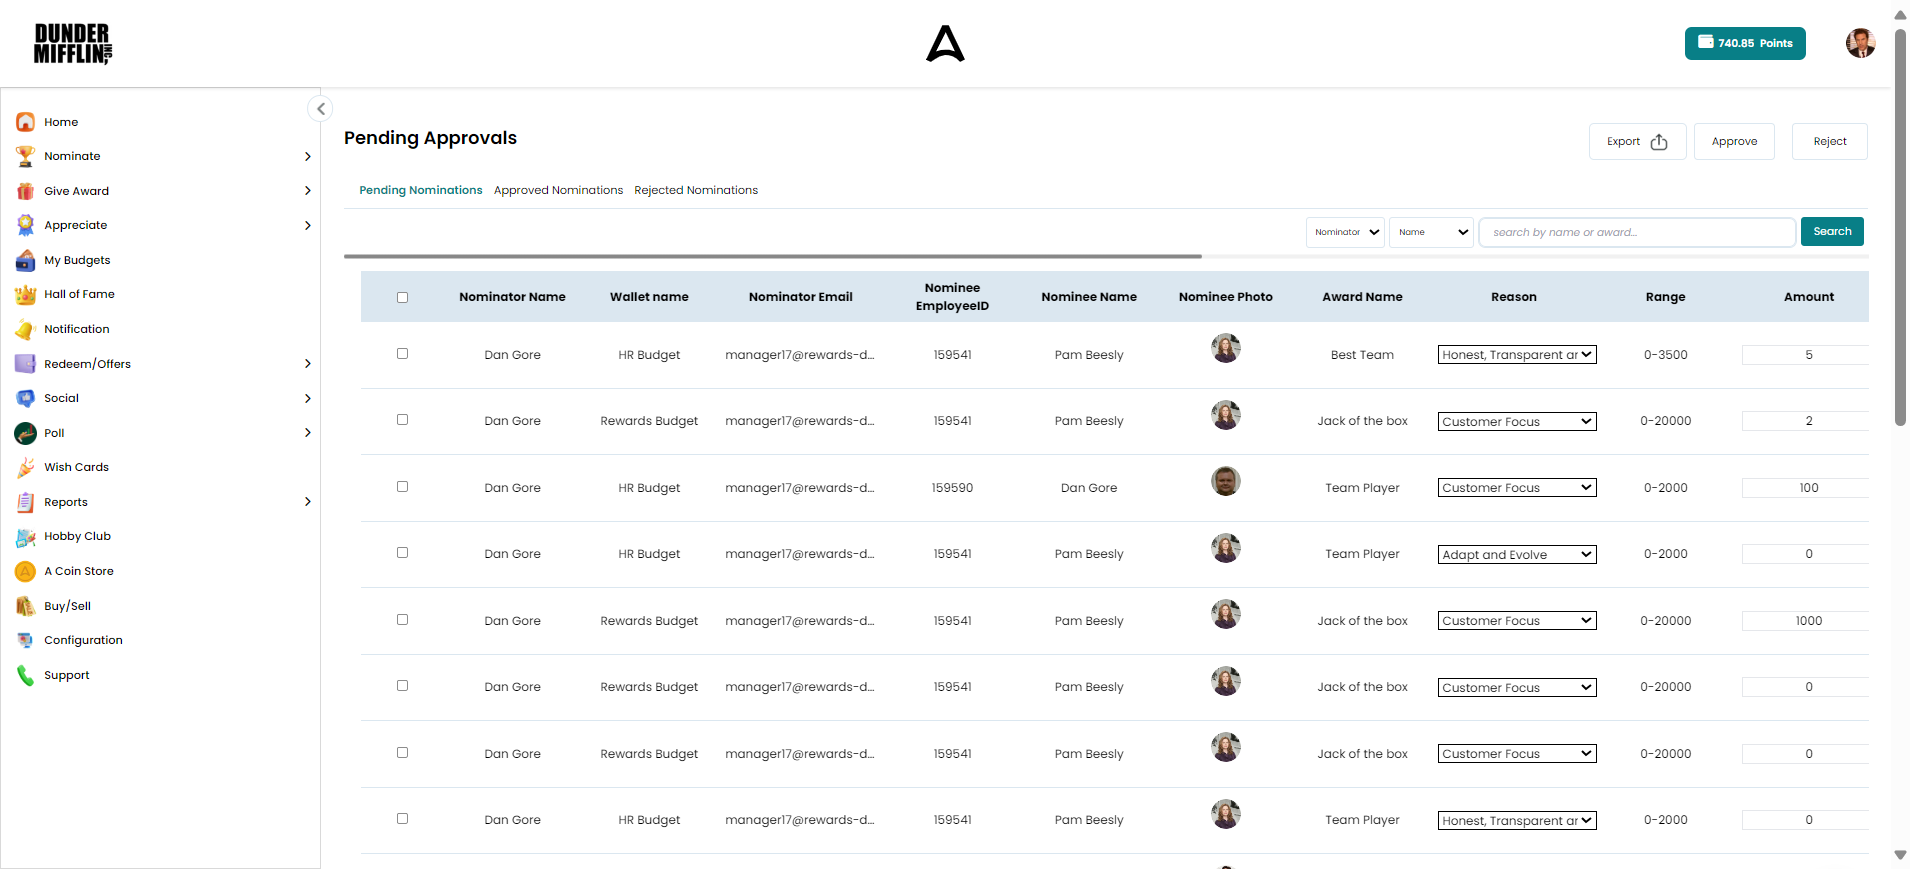 DUNDER
MIFFLIN, INC
740.85 Points
Home
Nominate
Give Award
Appreciate
My Budgets
Hall of Fame
Notification
Redeem/Offers
Social
Poll
Wish Cards
Reports
Hobby Club
A Coin Store
Buy/Sell
Configuration
Support
Pending Approvals
Export
Approve
Reject
Pending Nominations Approved Nominations Rejected Nominations
Nominator Name search by name or award... Search
Nominator Name Wallet name Nominator Email Nominee EmployeeID Nominee Name Nominee Photo Award Name Reason Range Amount
Dan Gore HR Budget manager17@rewards-d... 159541 Pam Beesly Best Team Honest, Transparent ar 0-3500 5
Dan Gore Rewards Budget manager17@rewards-d... 159541 Pam Beesly Jack of the box Customer Focus 0-20000 2
Dan Gore HR Budget manager17@rewards-d... 159590 Dan Gore Team Player Customer Focus 0-2000 100
Dan Gore HR Budget manager17@rewards-d... 159541 Pam Beesly Team Player Adapt and Evolve 0-2000 0
Dan Gore Rewards Budget manager17@rewards-d... 159541 Pam Beesly Jack of the box Customer Focus 0-20000 1000
Dan Gore Rewards Budget manager17@rewards-d... 159541 Pam Beesly Jack of the box Customer Focus 0-20000 0
Dan Gore Rewards Budget manager17@rewards-d... 159541 Pam Beesly Jack of the box Customer Focus 0-20000 0
Dan Gore HR Budget manager17@rewards-d... 159541 Pam Beesly Team Player Honest, Transparent ar 0-2000 0